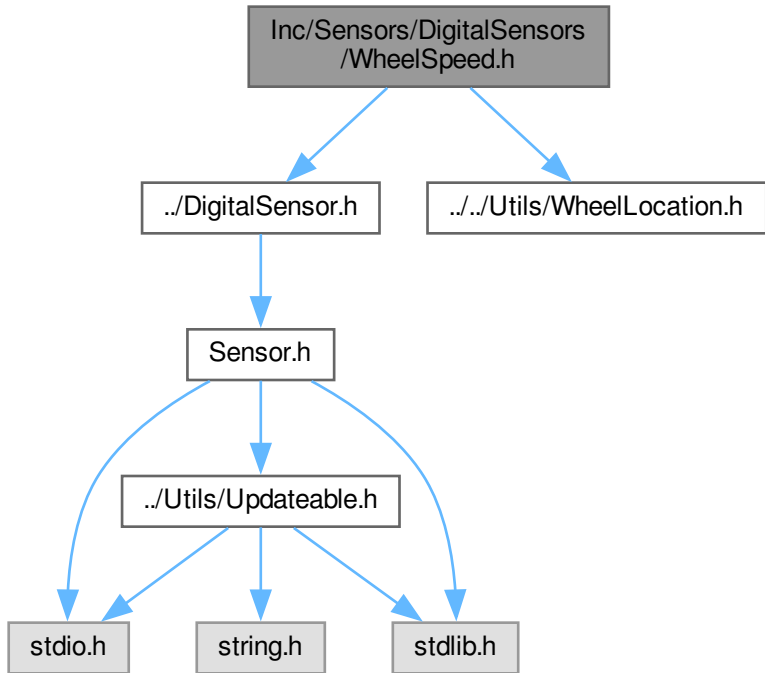 Inc/Sensors/DigitalSensors
/WheelSpeed.h
../DigitalSensor.h
../../Utils/WheelLocation.h
Sensor.h
../Utils/Updateable.h
stdio.h
string.h
stdlib.h